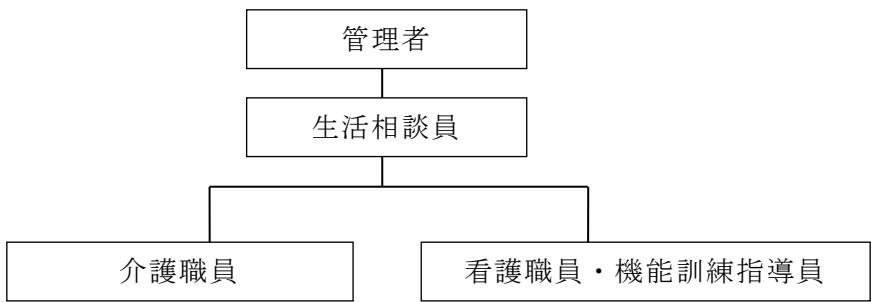 管理者
生活相談員
介護職員
看護職員・機能訓練指導員